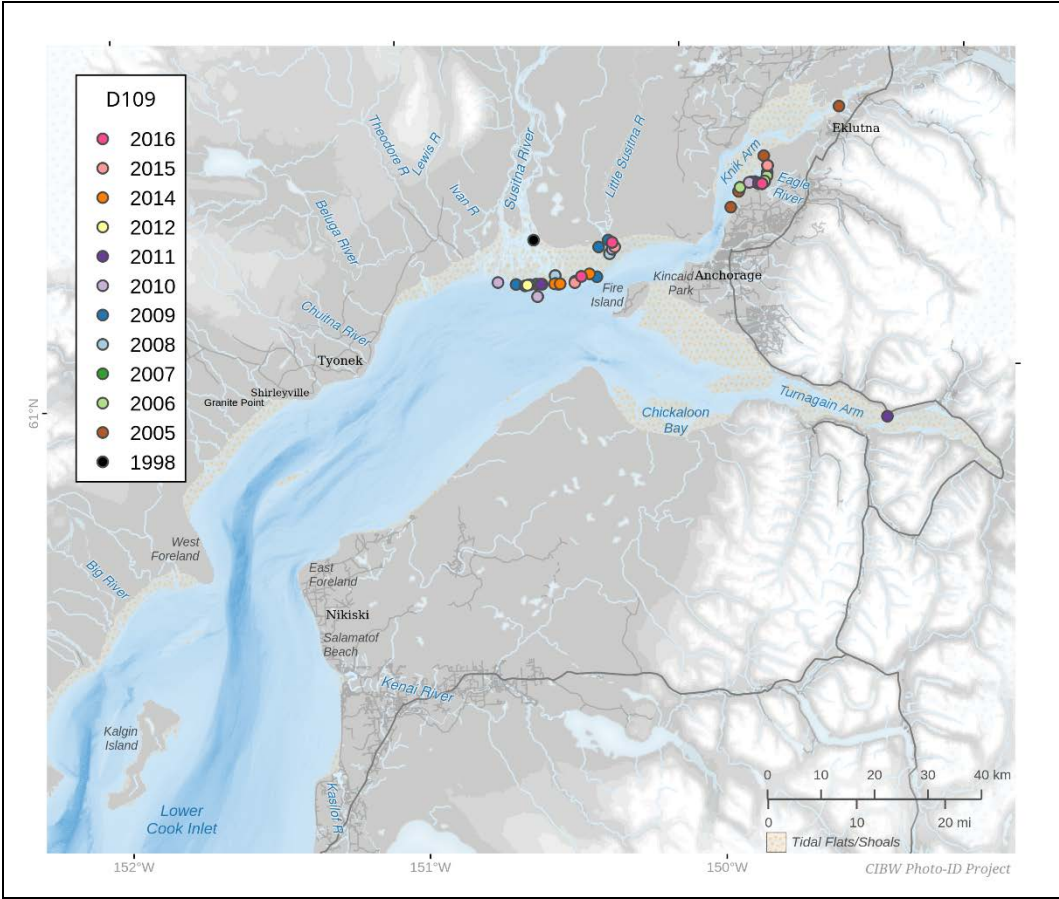 D109
2016
2015
2014
2012
2011
2010
2009
2008
2007
2006
2005
1998
Theodore R
Lewis R
Ivan R
Susitna River
Little Susitna R
Knik Arm
Eklutna
Eagle
River
Beluga River
Kincaid
Park
Anchorage
Fire
Island
Chuitna River
Tyonek
Shirleyville
Granite Point
61°N
Chickaloon
Bay
Turnagain Arm
West
Foreland
Big River
East
Foreland
Nikiski
Salamatof
Beach
Kenai River
Kalgin
Island
Kasilof R
Lower
Cook Inlet
0 10 20 30 40 km
0 10 20 mi
Tidal Flats/Shoals
152°W 151°W 150°W
CIBW Photo-ID Project